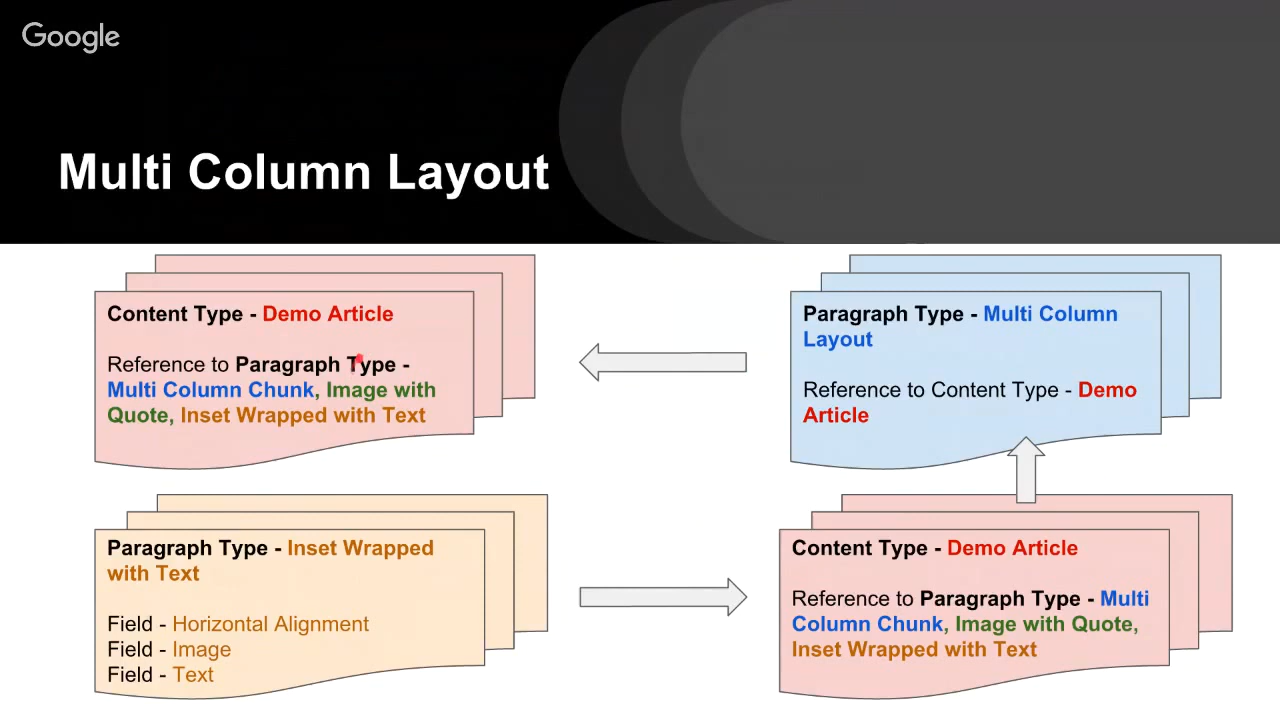 Google
Multi Column Layout
Content Type - Demo Article
Reference to Paragraph Type -
Multi Column Chunk, Image with
Quote, Inset Wrapped with Text
Paragraph Type - Multi Column
Layout
Reference to Content Type - Demo
Article
Paragraph Type - Inset Wrapped
with Text
Field - Horizontal Alignment
Field - Image
Field - Text
Content Type - Demo Article
Reference to Paragraph Type - Multi
Column Chunk, Image with Quote,
Inset Wrapped with Text